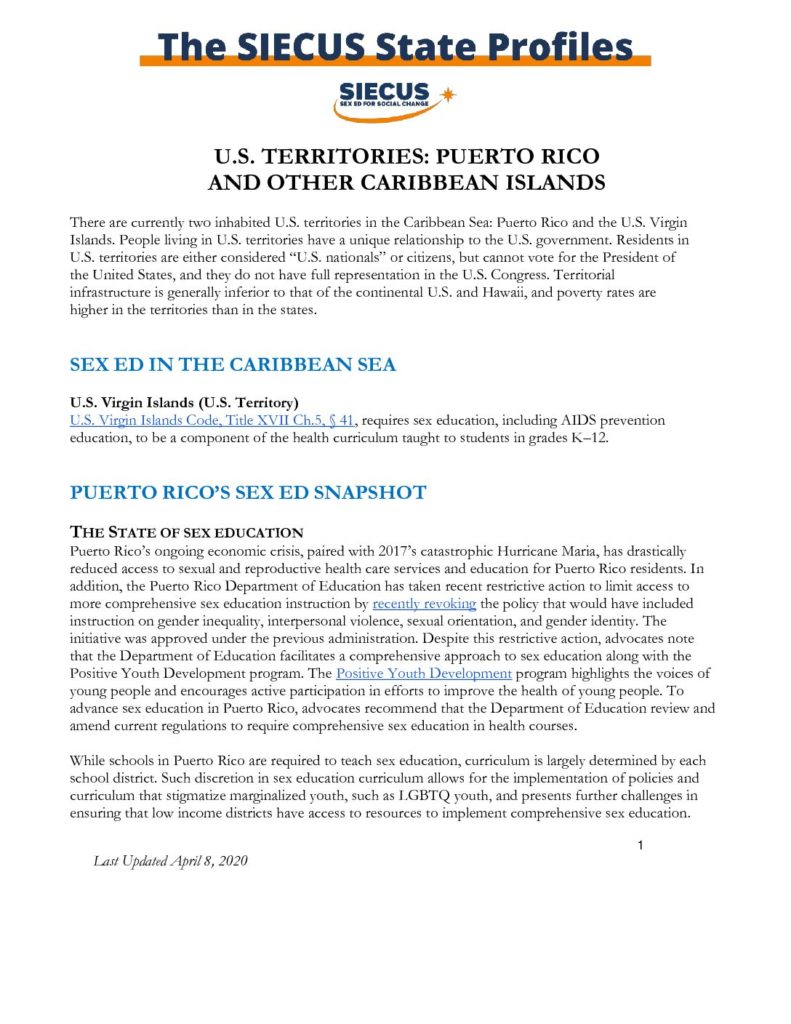 The SIECUS State Profiles
SIECUS
SEX ED FOR SOCIAL CHANGE
U.S. TERRITORIES: PUERTO RICO
AND OTHER CARIBBEAN ISLANDS
There are currently two inhabited U.S. territories in the Caribbean Sea: Puerto Rico and the U.S. Virgin
Islands. People living in U.S. territories have a unique relationship to the U.S. government. Residents in
U.S. territories are either considered “U.S. nationals” or citizens, but cannot vote for the President of
the United States, and they do not have full representation in the U.S. Congress. Territorial
infrastructure is generally inferior to that of the continental U.S. and Hawaii, and poverty rates are
higher in the territories than in the states.
SEX ED IN THE CARIBBEAN SEA
U.S. Virgin Islands (U.S. Territory)
U.S. Virgin Islands Code, Title XVII Ch.5, § 41, requires sex education, including AIDS prevention
education, to be a component of the health curriculum taught to students in grades K–12.
PUERTO RICO’S SEX ED SNAPSHOT
THE STATE OF SEX EDUCATION
Puerto Rico’s ongoing economic crisis, paired with 2017’s catastrophic Hurricane Maria, has drastically
reduced access to sexual and reproductive health care services and education for Puerto Rico residents. In
addition, the Puerto Rico Department of Education has taken recent restrictive action to limit access to
more comprehensive sex education instruction by recently revoking the policy that would have included
instruction on gender inequality, interpersonal violence, sexual orientation, and gender identity. The
initiative was approved under the previous administration. Despite this restrictive action, advocates note
that the Department of Education facilitates a comprehensive approach to sex education along with the
Positive Youth Development program. The Positive Youth Development program highlights the voices of
young people and encourages active participation in efforts to improve the health of young people. To
advance sex education in Puerto Rico, advocates recommend that the Department of Education review and
amend current regulations to require comprehensive sex education in health courses.
While schools in Puerto Rico are required to teach sex education, curriculum is largely determined by each
school district. Such discretion in sex education curriculum allows for the implementation of policies and
curriculum that stigmatize marginalized youth, such as LGBTQ youth, and presents further challenges in
ensuring that low income districts have access to resources to implement comprehensive sex education.
1
Last Updated April 8, 2020